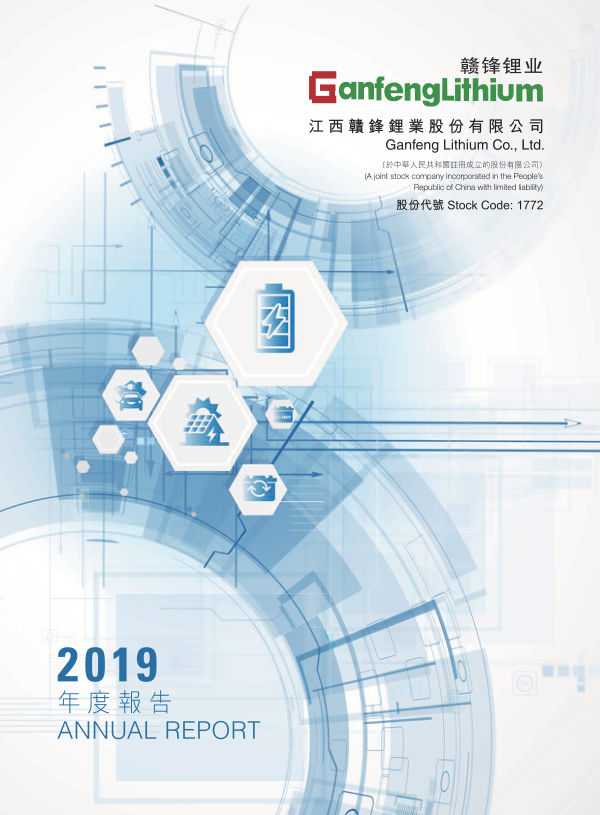 赣锋锂业
GanfengLithium
江西贛鋒鋰業股份有限公司
Ganfeng Lithium Co., Ltd.
(於中華人民共和國註冊成立的股份有限公司)
(A joint stock company incorporated in the People's
Republic of China with limited liability)
股份代號 Stock Code: 1772
2019
年度報告
ANNUAL REPORT